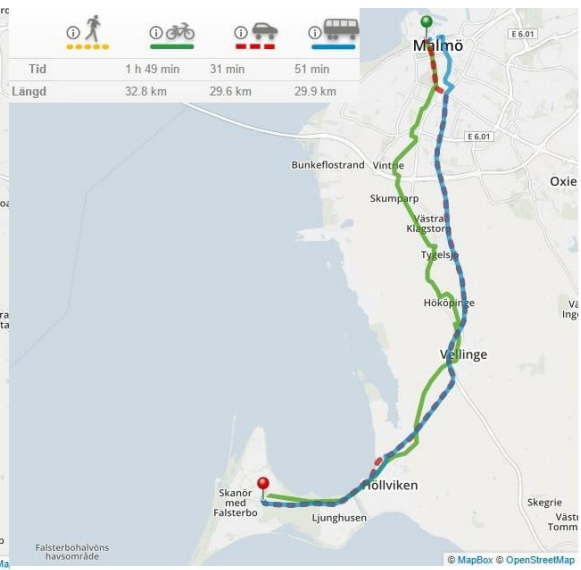 Tid 1 h 49 min 31 min 51 min
Längd 32.8 km 29.6 km 29.9 km
Malmö
E 6.01
E 6.01
Bunkeflostrand Vintrie
Oxie
Skumparp
Västra
Klagstorp
Tygelsjö
Hököpinge
Vellinge
Höllviken
Skanör
med
Falsterbo
Ljunghusen
Skegrie
Falsterbohalvöns
havsområde
© MapBox © OpenStreetMap